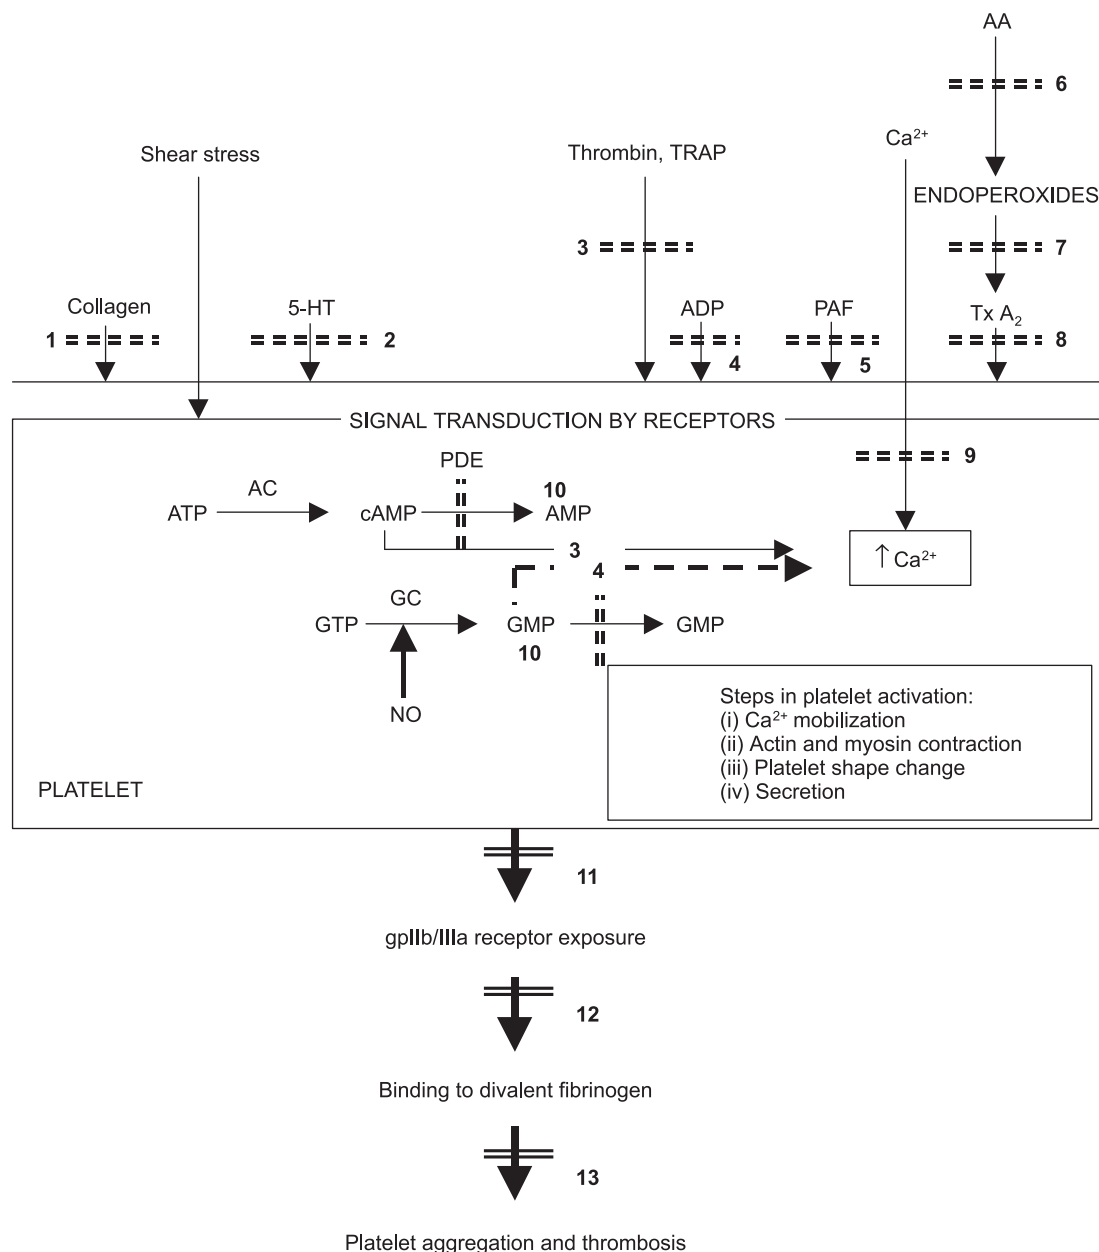 AA
6
Ca²⁺
Shear stress
Thrombin, TRAP
ENDOPEROXIDES
3
7
Collagen
5-HT
ADP
PAF
Tx A₂
1
2
4
5
8
SIGNAL TRANSDUCTION BY RECEPTORS
9
PDE
AC
10
ATP
cAMP
AMP
3
↑ Ca²⁺
4
GC
GTP
GMP
GMP
10
NO
Steps in platelet activation:
(i) Ca²⁺ mobilization
(ii) Actin and myosin contraction
(iii) Platelet shape change
(iv) Secretion
PLATELET
11
gpIIb/IIIa receptor exposure
12
Binding to divalent fibrinogen
13
Platelet aggregation and thrombosis